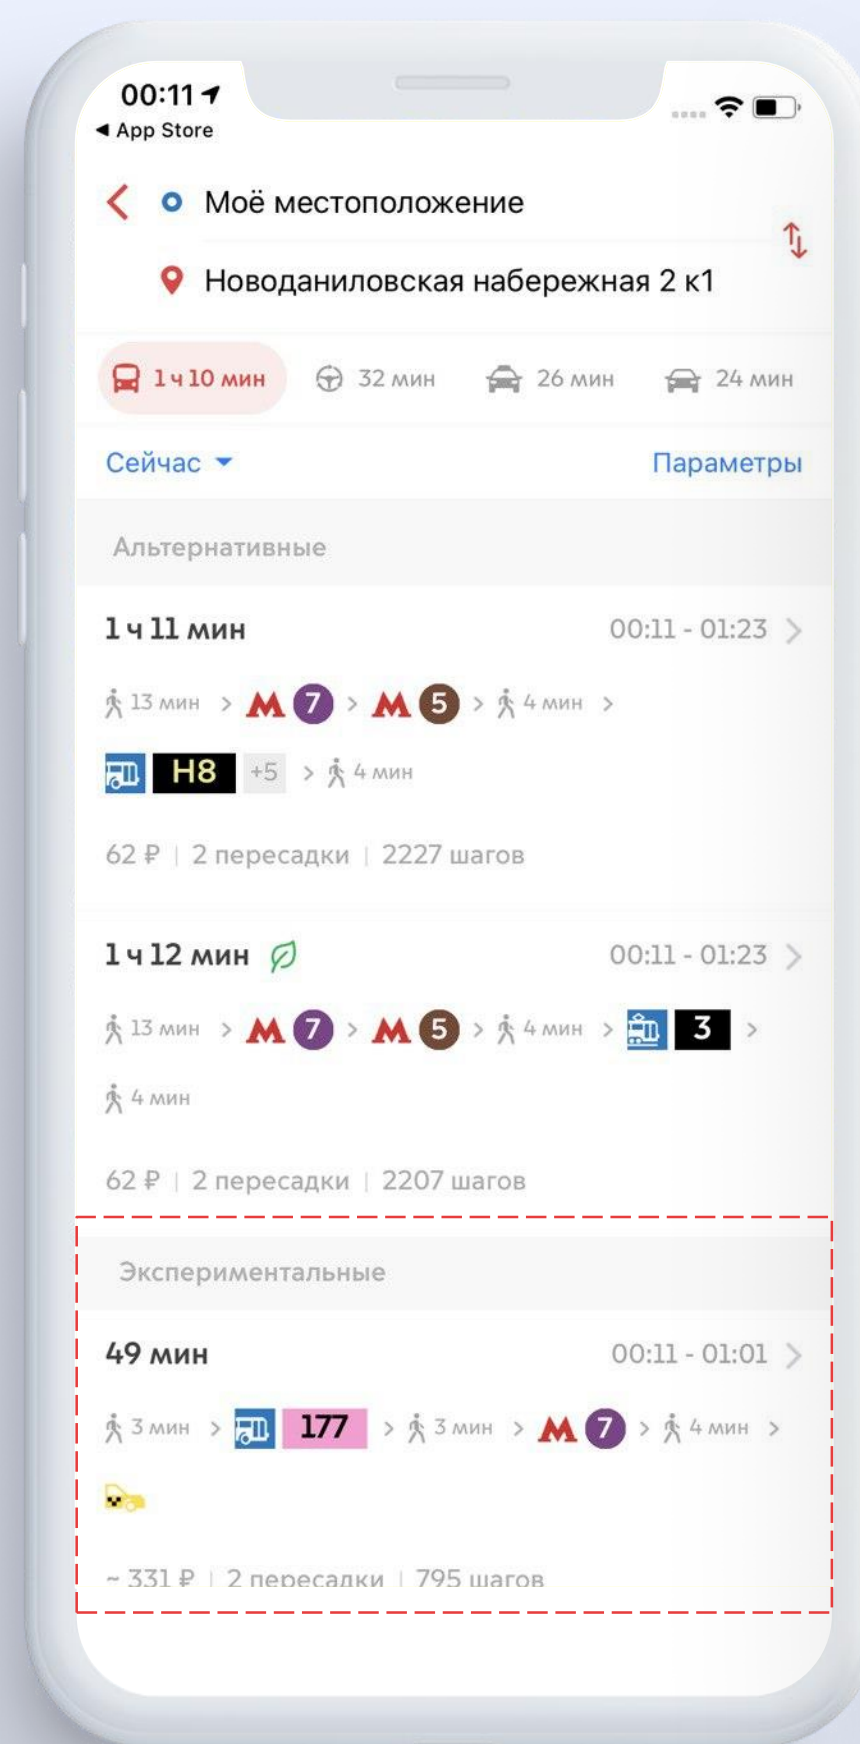 00:11
◀ App Store
Моё местоположение
Новоданиловская набережная 2 к1
1 ч 10 мин 32 мин 26 мин 24 мин
Сейчас Параметры
Альтернативные
1 ч 11 мин 00:11 - 01:23 >
13 мин > М 7 > М 5 > 4 мин >
Н8 +5 > 4 мин
62 ₽ | 2 пересадки | 2227 шагов
1 ч 12 мин 00:11 - 01:23 >
13 мин > М 7 > М 5 > 4 мин > 3 >
4 мин
62 ₽ | 2 пересадки | 2207 шагов
Экспериментальные
49 мин 00:11 - 01:01 >
3 мин > 177 > 3 мин > М 7 > 4 мин >
~ 331 ₽ | 2 пересадки | 795 шагов